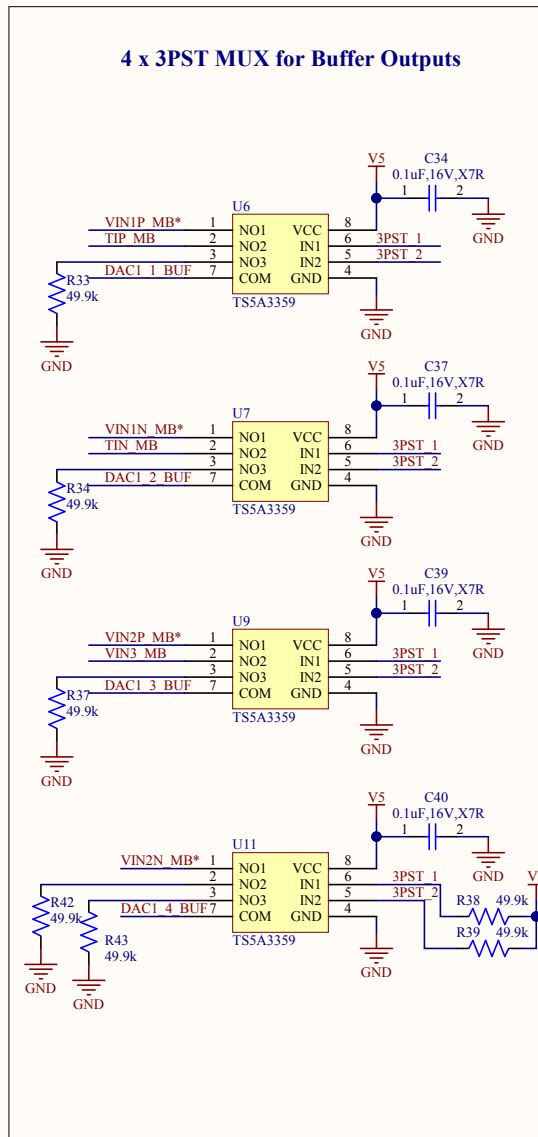 4 x 3PST MUX for Buffer Outputs
V5
C34
0.1uF,16V,X7R
1 2
GND
U6
VIN1P_MB* 1 NO1 VCC 8
TIP_MB 2 NO2 IN1 6 3PST_1
3 NO3 IN2 5 3PST_2
DAC1_1_BUF 7 COM GND 4
R33
49.9k
TS5A3359
GND
GND
V5
C37
0.1uF,16V,X7R
1 2
GND
U7
VIN1N_MB* 1 NO1 VCC 8
TIN_MB 2 NO2 IN1 6 3PST_1
3 NO3 IN2 5 3PST_2
DAC1_2_BUF 7 COM GND 4
R34
49.9k
TS5A3359
GND
GND
V5
C39
0.1uF,16V,X7R
1 2
GND
U9
VIN2P_MB* 1 NO1 VCC 8
VIN3_MB 2 NO2 IN1 6 3PST_1
3 NO3 IN2 5 3PST_2
DAC1_3_BUF 7 COM GND 4
R37
49.9k
TS5A3359
GND
GND
V5
C40
0.1uF,16V,X7R
1 2
GND
U11
VIN2N_MB* 1 NO1 VCC 8
2 NO2 IN1 6 3PST_1
3 NO3 IN2 5 3PST_2
DAC1_4_BUF 7 COM GND 4
R38 49.9k
R39 49.9k
R42
49.9k
R43
49.9k
TS5A3359
GND
GND
GND